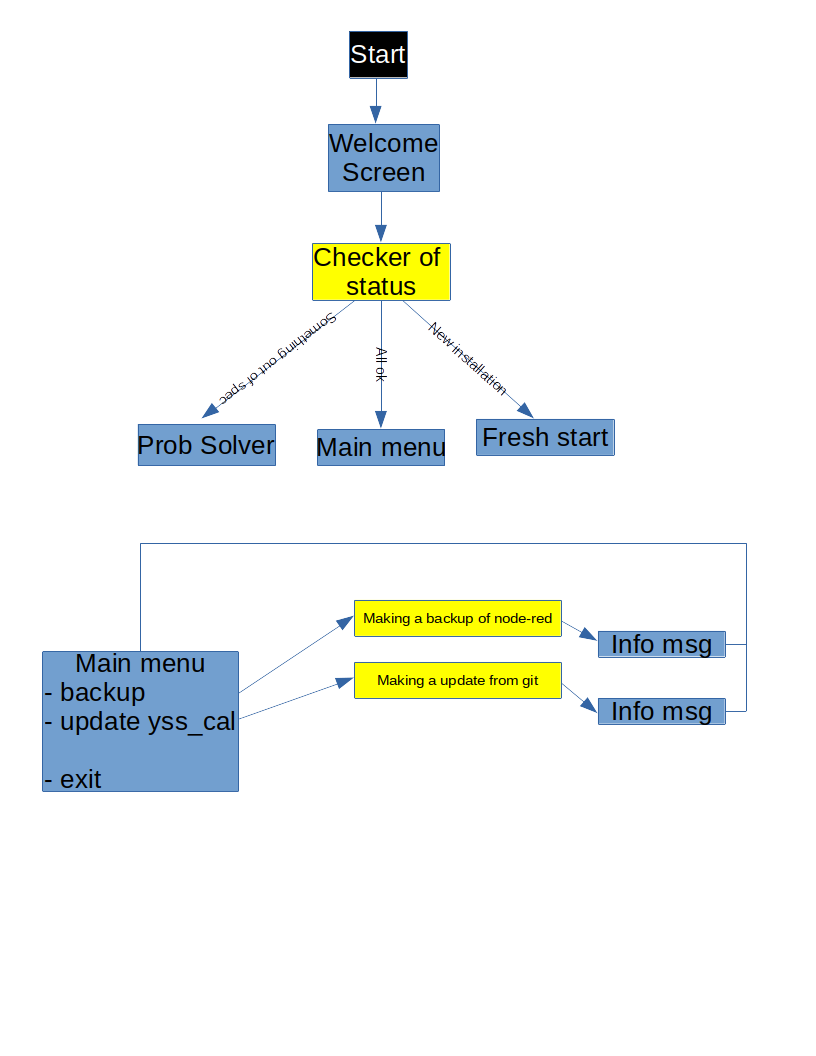 Start
Welcome
Screen
Checker of
status
Something out of spec
All ok
New installation
Prob Solver
Main menu
Fresh start
Making a backup of node-red
Info msg
Main menu
- backup
- update yss_cal
- exit
Making a update from git
Info msg